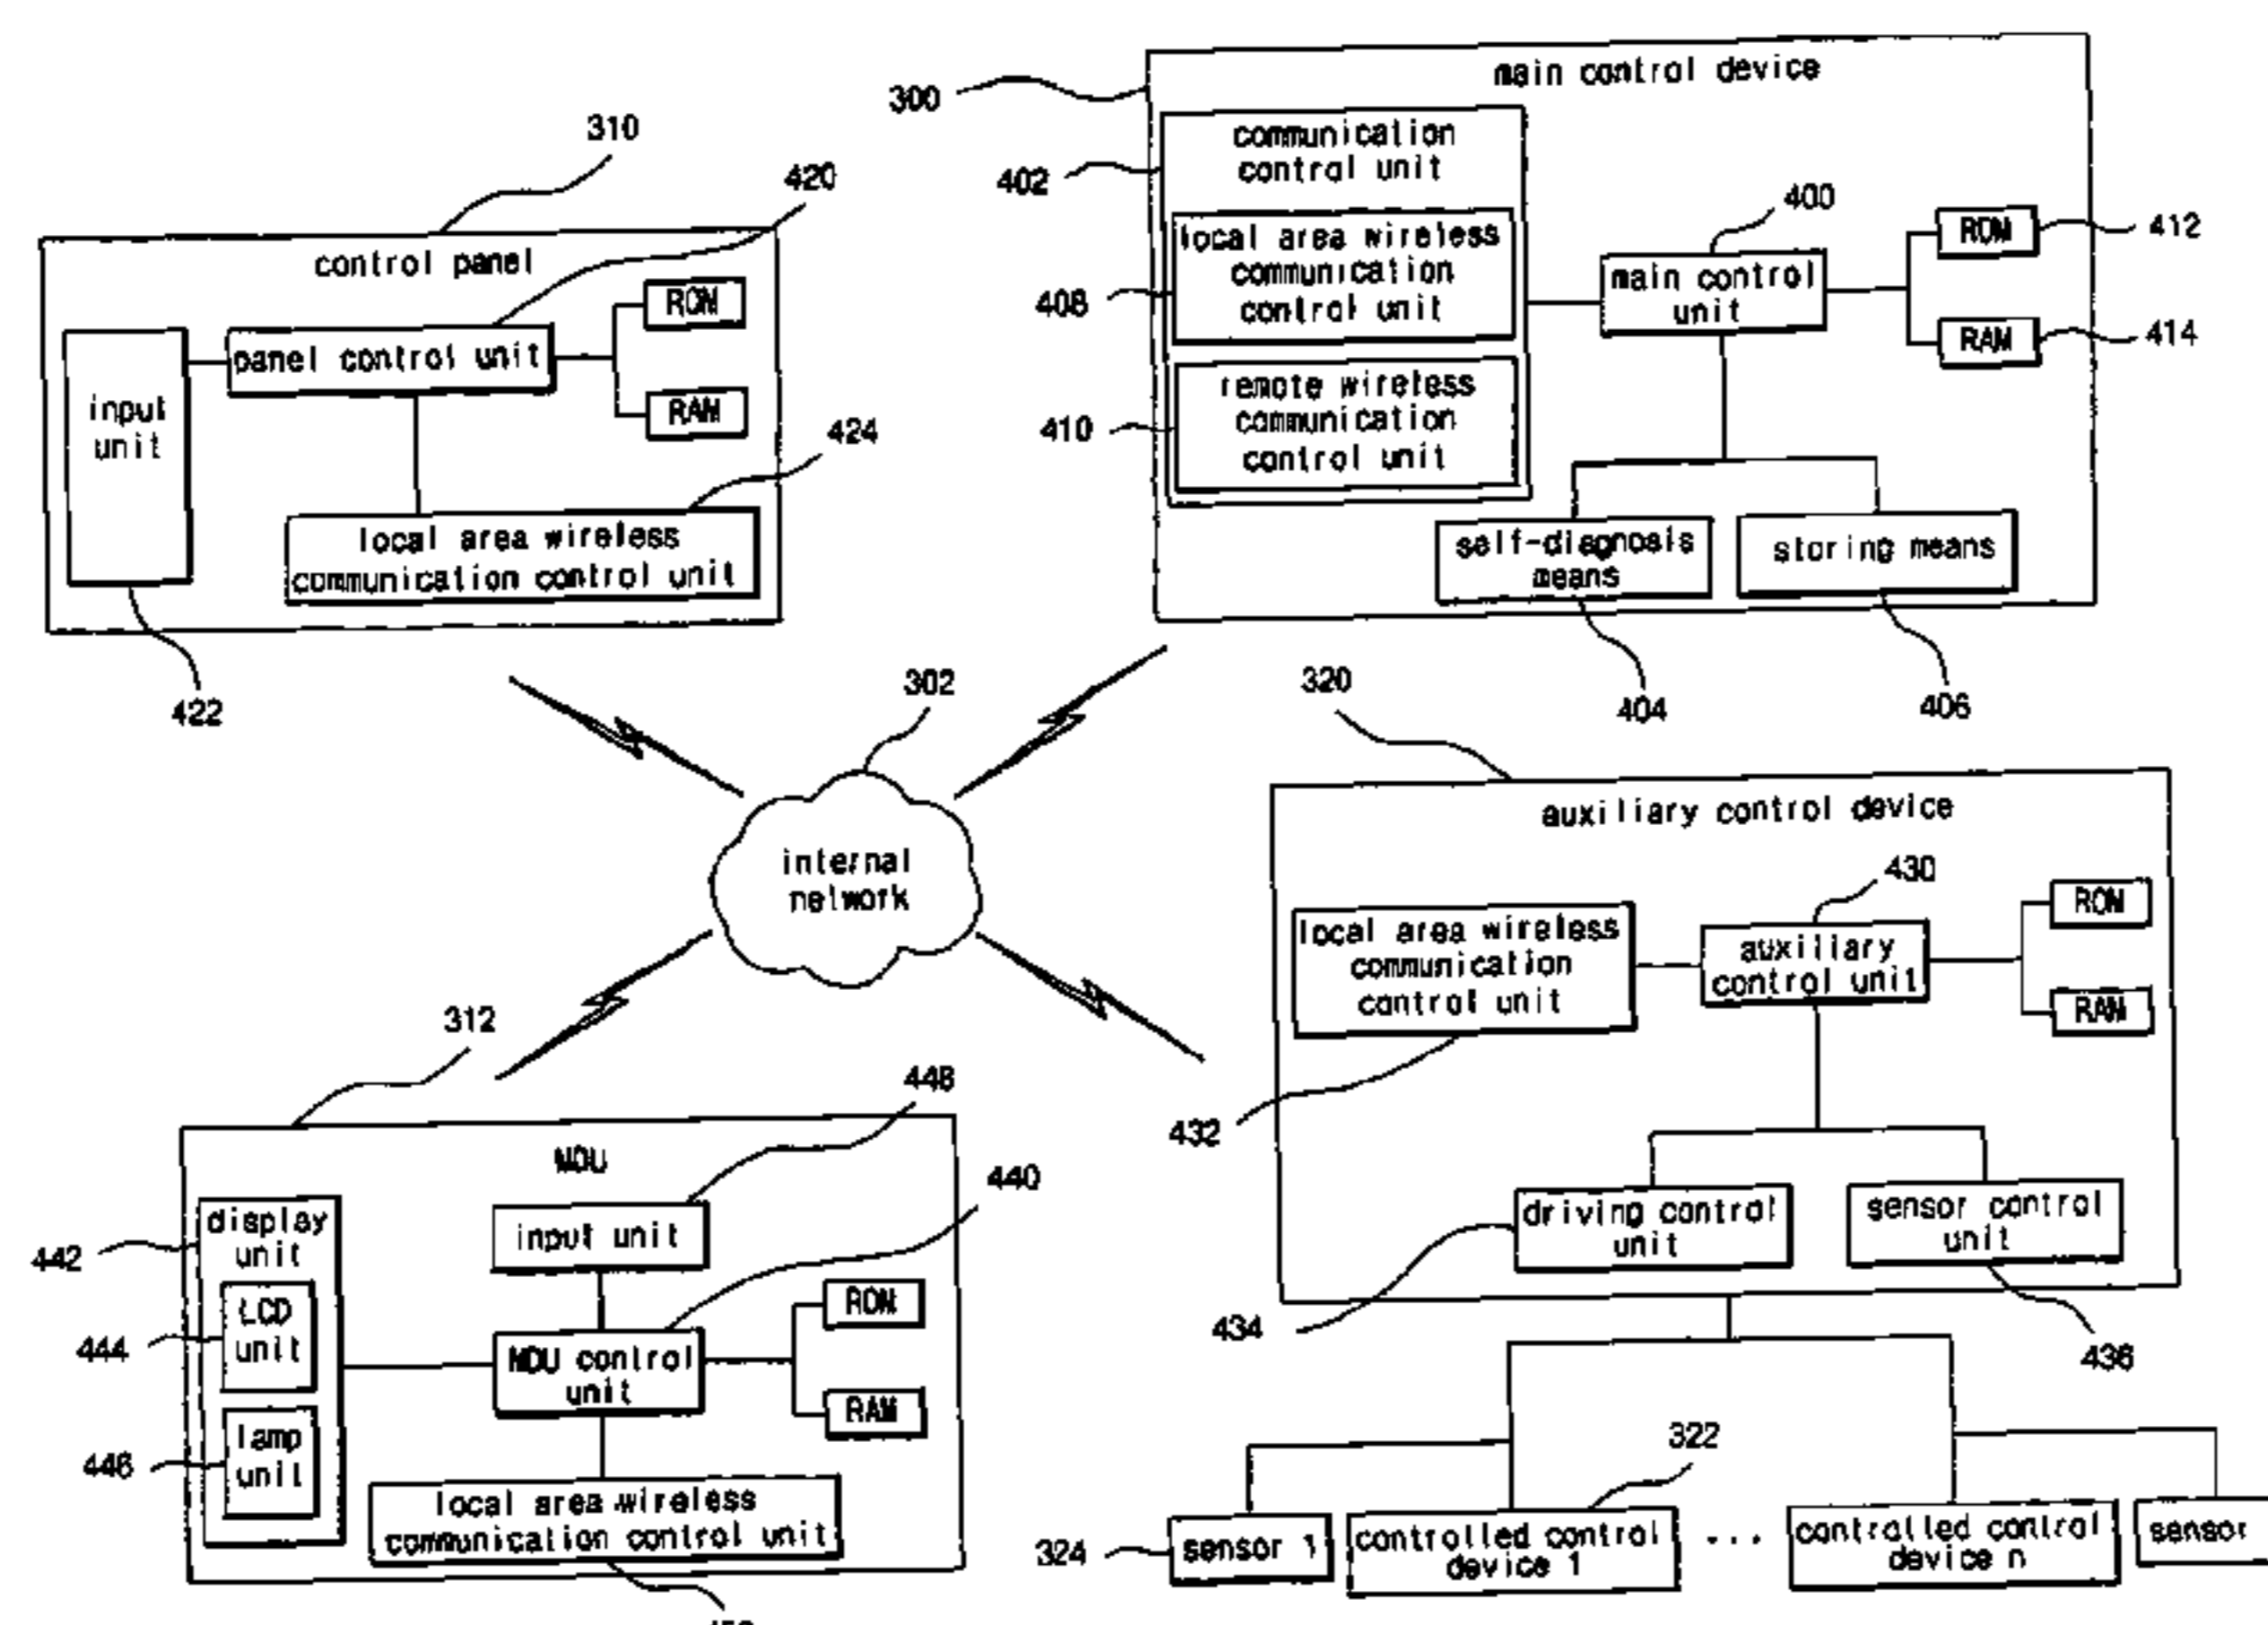 main control device
300
communication
control unit
402
local area wireless
communication
control unit
408
remote wireless
communication
control unit
410
400
main control
unit
ROM
412
RAM
414
self-diagnosis
means
404
storing means
406
310
control panel
420
input
unit
422
panel control unit
ROM
RAM
424
local area wireless
communication control unit
302
internal
network
320
auxiliary control device
430
local area wireless
communication
control unit
432
auxiliary
control unit
ROM
RAM
driving control
unit
434
sensor control
unit
436
312
MDU
448
input unit
440
display
unit
442
LCD
unit
444
lamp
unit
446
MDU control
unit
ROM
RAM
local area wireless
communication control unit
322
324
sensor 1
controlled control
device 1
...
controlled control
device n
sensor